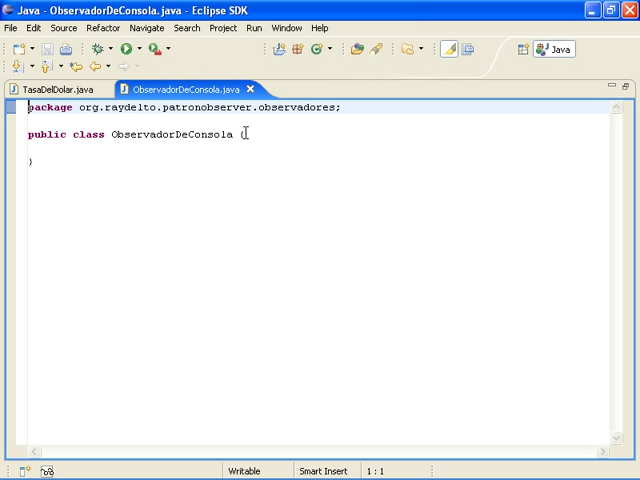 Java - ObservadorDeConsola.java - Eclipse SDK
File Edit Source Refactor Navigate Search Project Run Window Help
Java
TasaDelDolar.java ObservadorDeConsola.java
package org.raydelto.patronobserver.observadores;
public class ObservadorDeConsola {
}
Writable Smart Insert 1 : 1